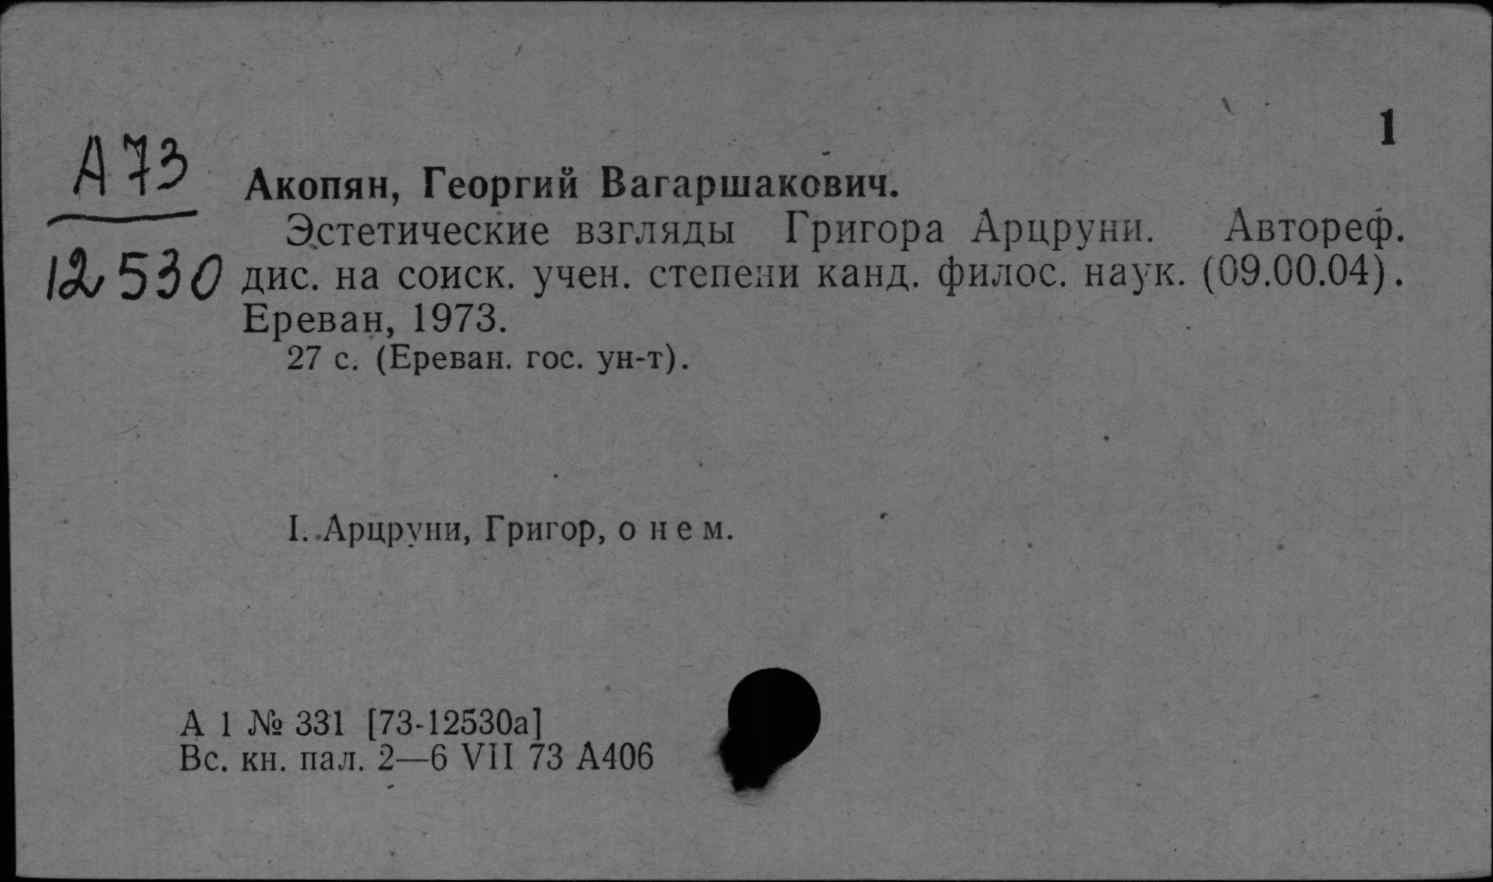 1
А73
12530
Акопян, Георгий Вагаршакович.
Эстетические взгляды Григора Арцруни. Автореф.
дис. на соиск. учен. степени канд. филос. наук. (09.00.04).
Ереван, 1973.
27 с. (Ереван. гос. ун-т).
I. Арцруни, Григор, о нем.
А 1 № 331 [73-12530а]
Вс. кн. пал. 2—6 VII 73 А406